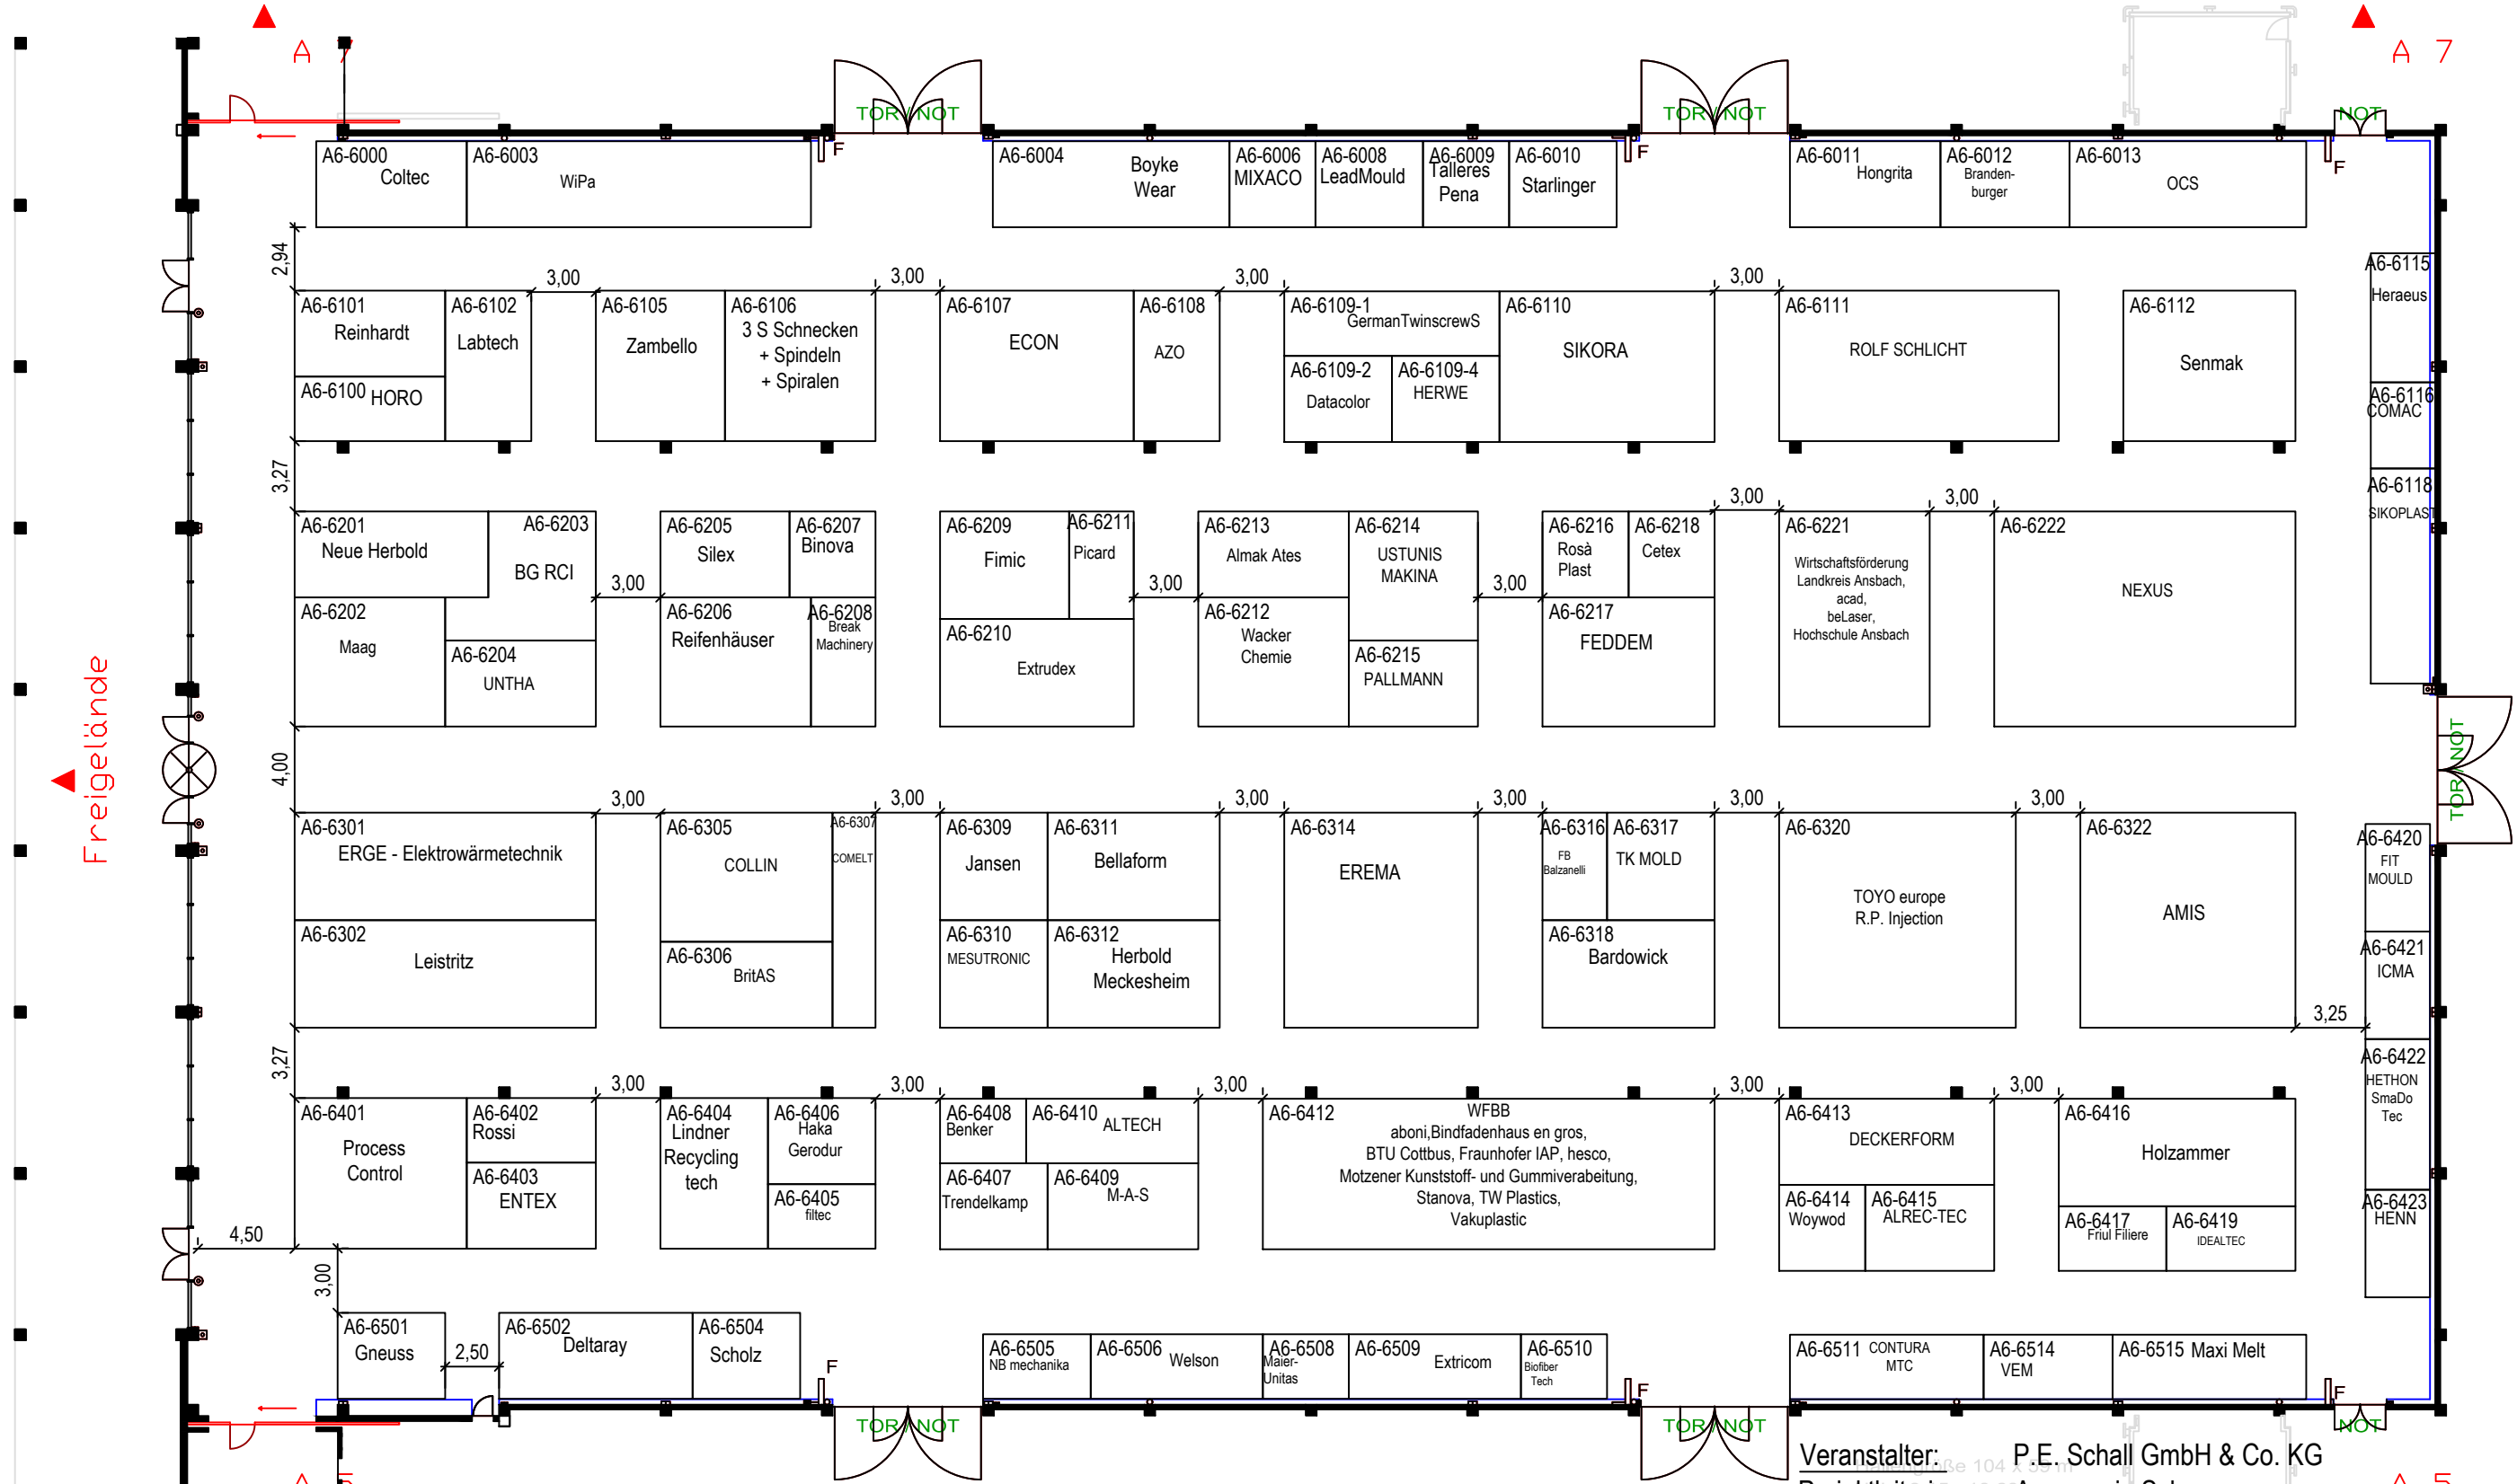 A 7
A 7
TOR / NOT
TOR / NOT
NOT
A6-6000
Coltec
A6-6003
WiPa
F
A6-6004
Boyke
Wear
A6-6006
MIXACO
A6-6008
LeadMould
A6-6009
Talleres
Pena
A6-6010
Starlinger
F
A6-6011
Hongrita
A6-6012
Branden-
burger
A6-6013
OCS
F
2,94
3,00
3,00
3,00
3,00
A6-6101
Reinhardt
A6-6100 HORO
A6-6102
Labtech
A6-6105
Zambello
A6-6106
3 S Schnecken
+ Spindeln
+ Spiralen
A6-6107
ECON
A6-6108
AZO
A6-6109-1
GermanTwinscrewS
A6-6109-2
Datacolor
A6-6109-4
HERWE
A6-6110
SIKORA
A6-6111
ROLF SCHLICHT
A6-6112
Senmak
A6-6115
Heraeus
A6-6116
COMAC
A6-6118
SIKOPLAST
3,27
3,00
3,00
A6-6201
Neue Herbold
A6-6203
BG RCI
A6-6202
Maag
A6-6204
UNTHA
3,00
A6-6205
Silex
A6-6207
Binova
A6-6206
Reifenhäuser
A6-6208
Break
Machinery
A6-6209
Fimic
A6-6211
Picard
A6-6210
Extrudex
3,00
A6-6213
Almak Ates
A6-6214
USTUNIS
MAKINA
A6-6212
Wacker
Chemie
A6-6215
PALLMANN
3,00
A6-6216
Rosà
Plast
A6-6218
Cetex
A6-6217
FEDDEM
A6-6221
Wirtschaftsförderung
Landkreis Ansbach,
acad,
beLaser,
Hochschule Ansbach
A6-6222
NEXUS
Freigelände
TOR / NOT
4,00
3,00
3,00
3,00
3,00
3,00
3,00
A6-6301
ERGE - Elektrowärmetechnik
A6-6302
Leistritz
A6-6305
COLLIN
A6-6307
COMELT
A6-6306
BritAS
A6-6309
Jansen
A6-6311
Bellaform
A6-6310
MESUTRONIC
A6-6312
Herbold
Meckesheim
A6-6314
EREMA
A6-6316
FB
Balzanelli
A6-6317
TK MOLD
A6-6318
Bardowick
A6-6320
TOYO europe
R.P. Injection
A6-6322
AMIS
3,25
A6-6420
FIT
MOULD
A6-6421
ICMA
A6-6422
HETHON
SmaDo
Tec
A6-6423
HENN
3,27
3,00
3,00
3,00
3,00
3,00
A6-6401
Process
Control
A6-6402
Rossi
A6-6403
ENTEX
A6-6404
Lindner
Recycling
tech
A6-6406
Haka
Gerodur
A6-6405
filtec
A6-6408
Benker
A6-6410
ALTECH
A6-6407
Trendelkamp
A6-6409
M-A-S
A6-6412
WFBB
aboni,Bindfadenhaus en gros,
BTU Cottbus, Fraunhofer IAP, hesco,
Motzener Kunststoff- und Gummiverabeitung,
Stanova, TW Plastics,
Vakuplastic
A6-6413
DECKERFORM
A6-6414
Woywod
A6-6415
ALREC-TEC
A6-6416
Holzammer
A6-6417
Friul Filiere
A6-6419
IDEALTEC
4,50
3,00
A6-6501
Gneuss
2,50
A6-6502
Deltaray
A6-6504
Scholz
F
A6-6505
NB mechanika
A6-6506
Welson
A6-6508
Maier-
Unitas
A6-6509
Extricom
A6-6510
Biofiber
Tech
F
A6-6511
CONTURA
MTC
A6-6514
VEM
A6-6515 Maxi Melt
F
TOR / NOT
TOR / NOT
NOT
Veranstalter: P.E. Schall GmbH & Co. KG